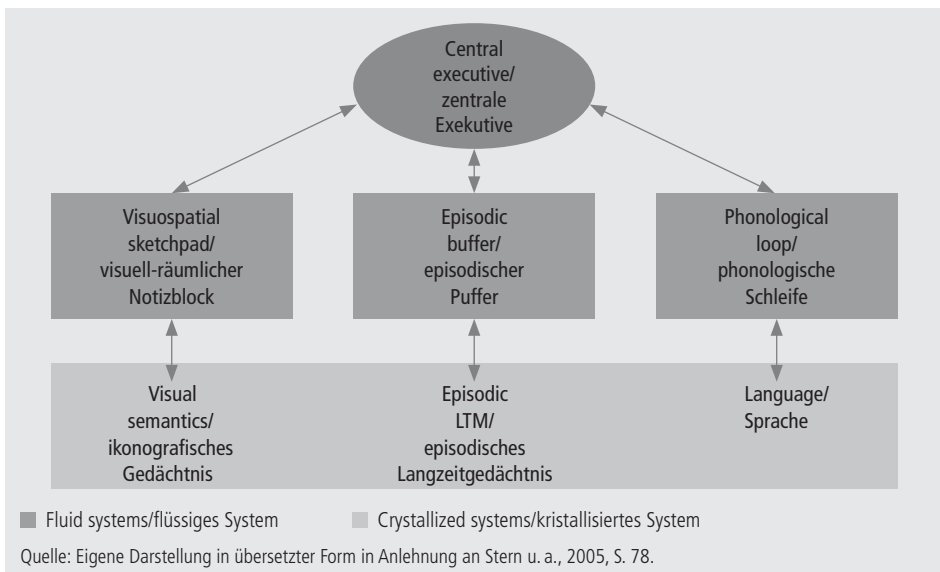 Central
executive/
zentrale
Exekutive
Visuospatial
sketchpad/
visuell-räumlicher
Notizblock
Episodic
buffer/
episodischer
Puffer
Phonological
loop/
phonologische
Schleife
Visual
semantics/
ikonografisches
Gedächtnis
Episodic
LTM/
episodisches
Langzeitgedächtnis
Language/
Sprache
Fluid systems/flüssiges System
Crystallized systems/kristallisiertes System
Quelle: Eigene Darstellung in übersetzter Form in Anlehnung an Stern u. a., 2005, S. 78.